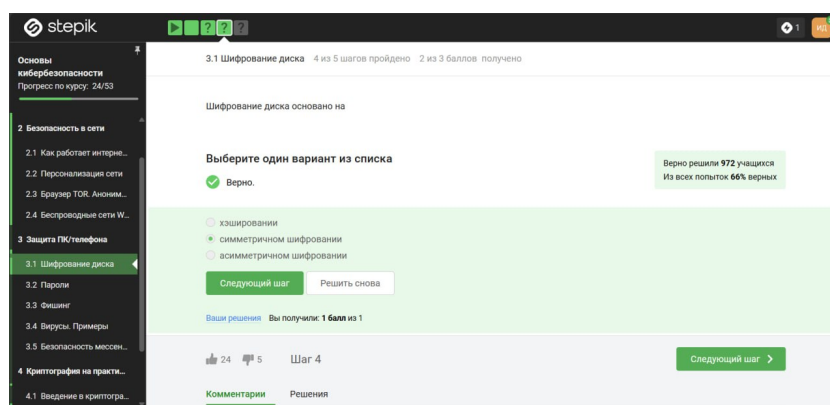 stepik
? ? ?
1
ИД
Основы
кибербезопасности
Прогресс по курсу: 24/53
2 Безопасность в сети
2.1 Как работает интерне...
2.2 Персонализация сети
2.3 Браузер TOR. Аноним...
2.4 Беспроводные сети W...
3 Защита ПК/телефона
3.1 Шифрование диска
3.2 Пароли
3.3 Фишинг
3.4 Вирусы. Примеры
3.5 Безопасность мессен...
4 Криптография на практи...
4.1 Введение в криптогра...
3.1 Шифрование диска 4 из 5 шагов пройдено 2 из 3 баллов получено
Шифрование диска основано на
Выберите один вариант из списка
Верно.
Верно решили 972 учащихся
Из всех попыток 66% верных
хэшировании
симметричном шифровании
асимметричном шифровании
Следующий шаг Решить снова
Ваши решения Вы получили: 1 балл из 1
24 5 Шаг 4
Следующий шаг
Комментарии Решения